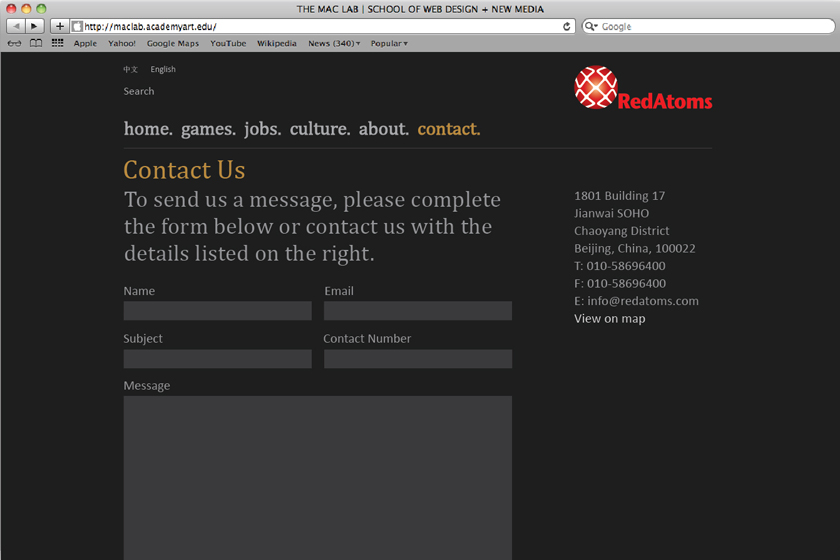 THE MAC LAB | SCHOOL OF WEB DESIGN + NEW MEDIA
http://maclab.academyart.edu/
Google
Apple Yahoo! Google Maps YouTube Wikipedia News (340) Popular
中文 English
Search
RedAtoms
home. games. jobs. culture. about. contact.
Contact Us
To send us a message, please complete
the form below or contact us with the
details listed on the right.
Name Email
Subject Contact Number
Message
1801 Building 17
Jianwai SOHO
Chaoyang District
Beijing, China, 100022
T: 010-58696400
F: 010-58696400
E: info@redatoms.com
View on map